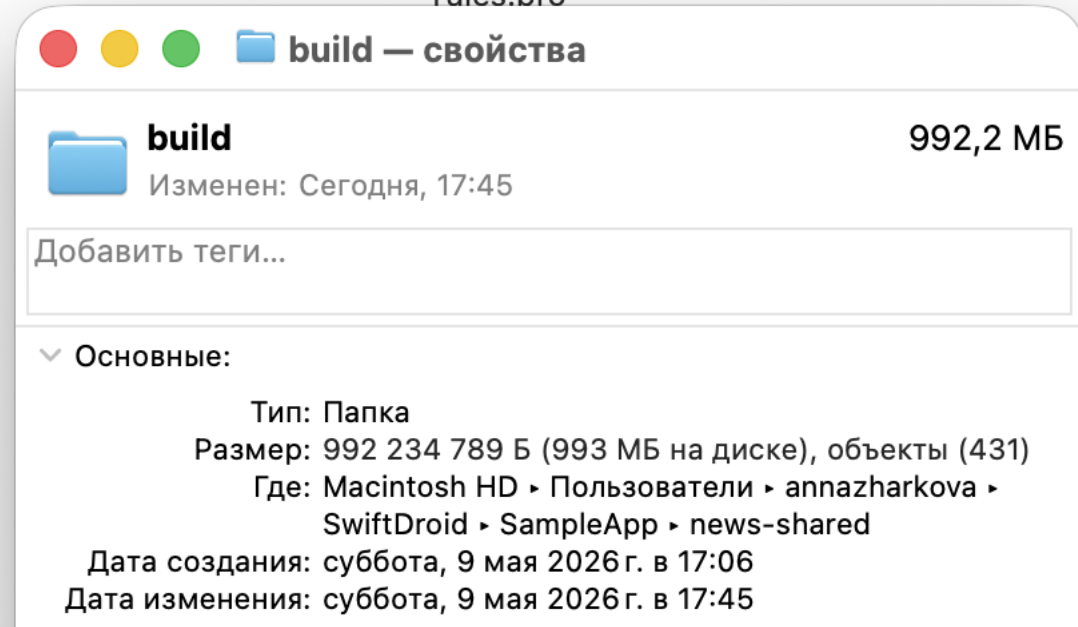 rules.pro
build — свойства
build
992,2 МБ
Изменен: Сегодня, 17:45
Добавить теги...
Основные:
Тип: Папка
Размер: 992 234 789 Б (993 МБ на диске), объекты (431)
Где: Macintosh HD ▸ Пользователи ▸ annazharkova ▸
SwiftDroid ▸ SampleApp ▸ news-shared
Дата создания: суббота, 9 мая 2026 г. в 17:06
Дата изменения: суббота, 9 мая 2026 г. в 17:45